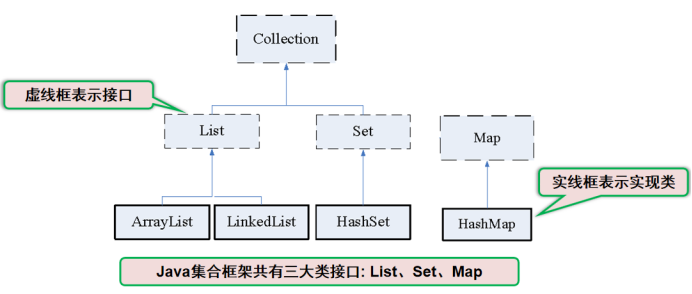 Collection
虚线框表示接口
List
Set
Map
实线框表示实现类
ArrayList
LinkedList
HashSet
HashMap
Java集合框架共有三大类接口: List、Set、Map